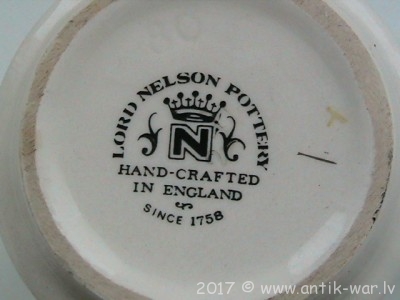 LORD NELSON POTTERY
N
HAND-CRAFTED
IN ENGLAND
SINCE 1758
2017 © www.antik-war.lv